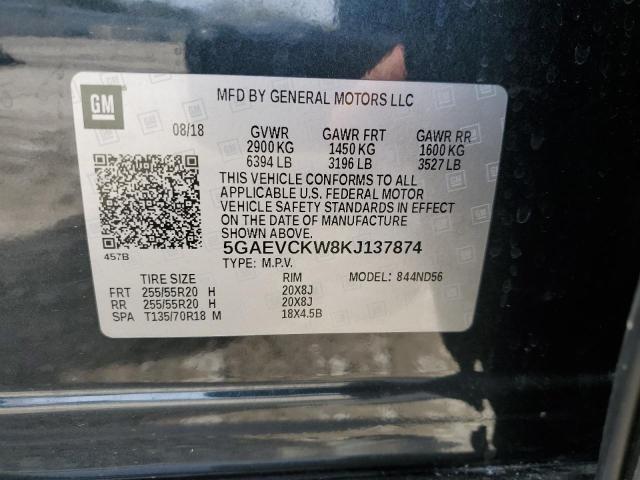 GM
MFD BY GENERAL MOTORS LLC
08/18 GVWR GAWR FRT GAWR RR
2900 KG 1450 KG 1600 KG
6394 LB 3196 LB 3527 LB
THIS VEHICLE CONFORMS TO ALL
APPLICABLE U.S. FEDERAL MOTOR
VEHICLE SAFETY STANDARDS IN EFFECT
ON THE DATE OF MANUFACTURE
SHOWN ABOVE.
457B
5GAEVCKW8KJ137874
TYPE: M.P.V.
TIRE SIZE RIM MODEL: 844ND56
FRT 255/55R20 H 20X8J
RR 255/55R20 H 20X8J
SPA T135/70R18 M 18X4.5B